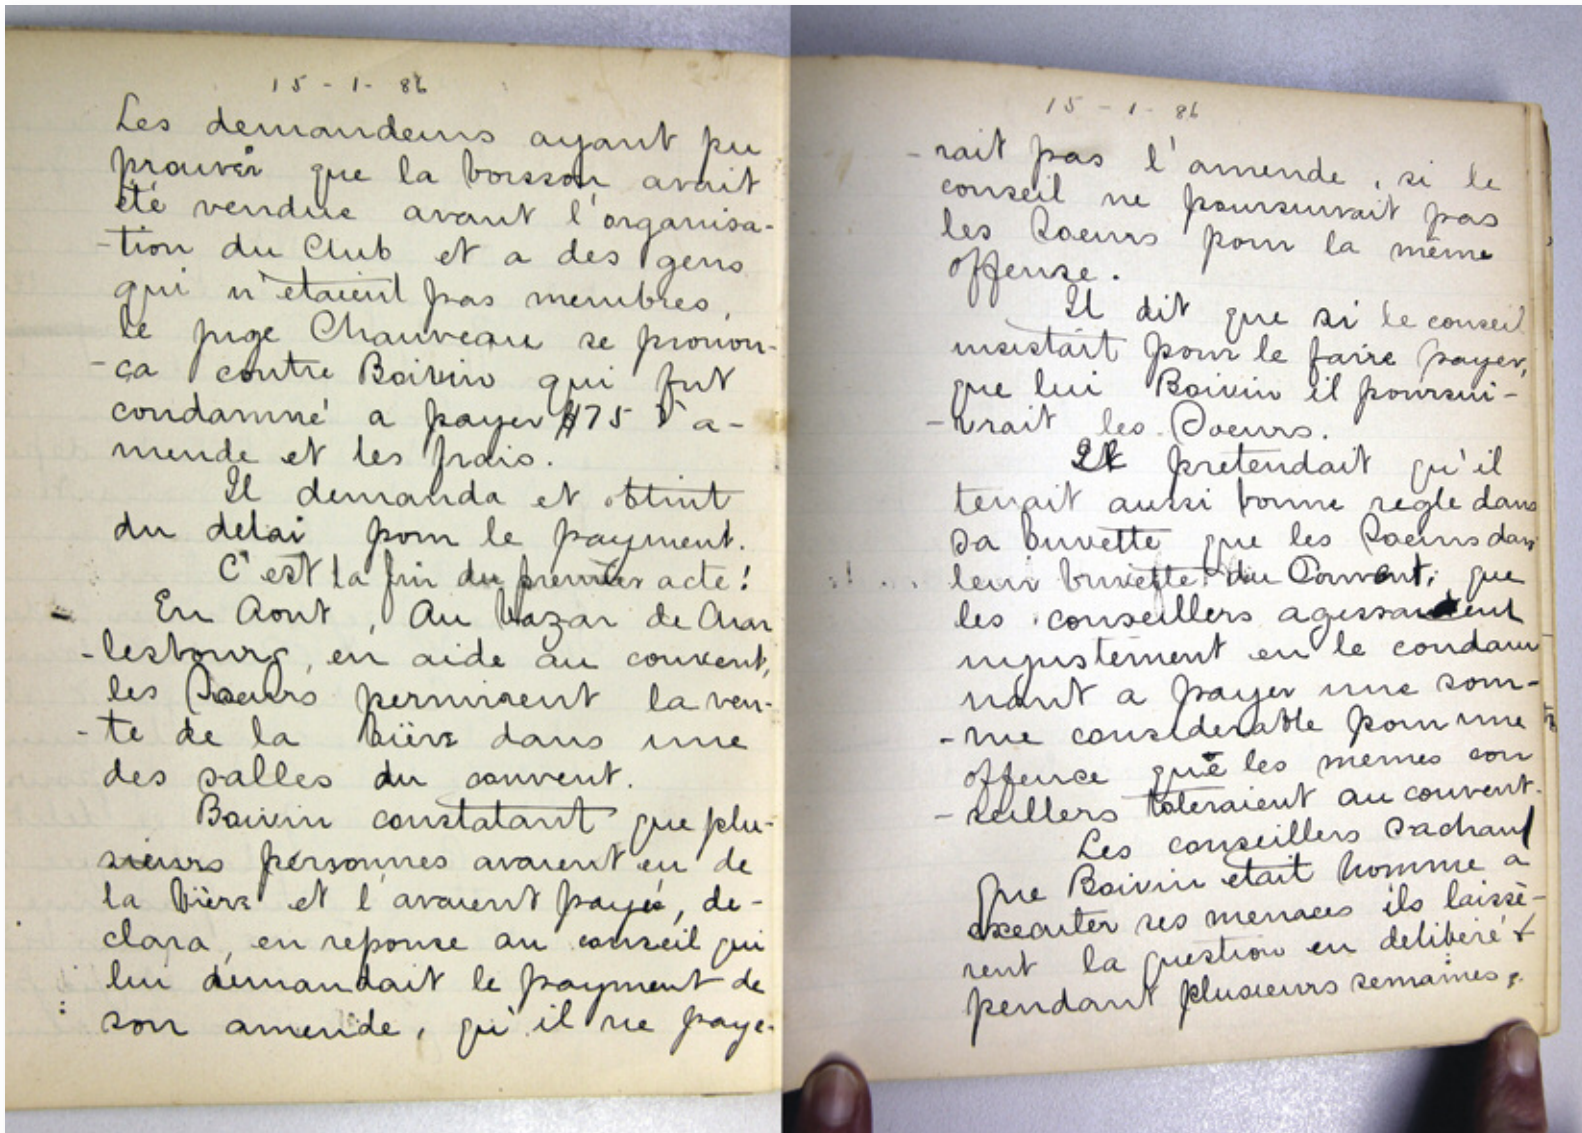 15 - 1 - 86
Les demandeurs ayant pu
prouver que la boisson avait
été vendue avant l'organisa-
-tion du Club et a des gens
qui n'etaient pas membres,
le juge Chauveau se pronon-
-ça contre Boivin qui fut
condamné a payer $75 d'a-
mende et les frais.
Il demanda et obtint
du delai pour le payment.
C'est la fin du premier acte!
En Aout, Au bazar de Char
-lesbourg, en aide au couvent,
les Soeurs permirent la ven-
-te de la bière dans une
des salles du couvent.
Boivin constatant que plu-
sieurs personnes avaient eu de
la bière et l'avaient payé, de-
clara, en reponse au conseil qui
lui demandait le payment de
son amende, qu'il ne paye-
15 - 1 - 86
-rait pas l'amende, si le
conseil ne poursuivait pas
les Soeurs pour la même
offense.
Il dit que si le conseil
insistait pour le faire payer,
que lui Boivin il poursui-
-vrait les Soeurs.
Il pretendait qu'il
tenait aussi bonne regle dans
sa buvette que les Soeurs dans
leur buvette du Couvent, que
les conseillers agissaient
injustement en le condam
nant a payer une som-
-me considerable pour une
offence que les memes con
-seillers toleraient au couvent.
Les conseillers sachant
que Boivin etait homme a
executer ses menaces ils laissè-
rent la question en deliberé
pendant plusieurs semaines,